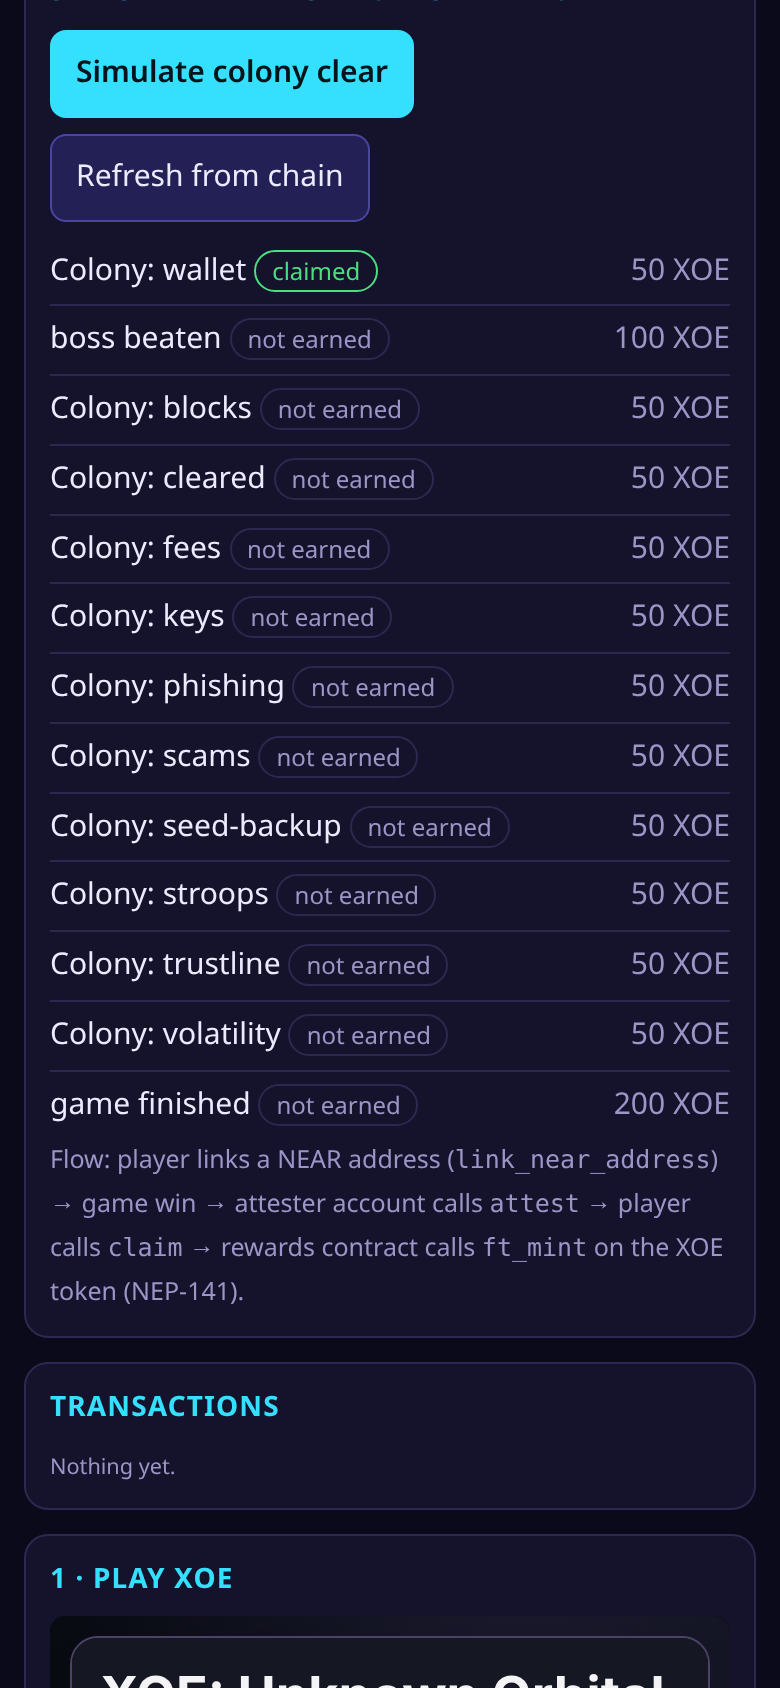 Simulate colony clear
Refresh from chain
Colony: wallet claimed 50 XOE
boss beaten not earned 100 XOE
Colony: blocks not earned 50 XOE
Colony: cleared not earned 50 XOE
Colony: fees not earned 50 XOE
Colony: keys not earned 50 XOE
Colony: phishing not earned 50 XOE
Colony: scams not earned 50 XOE
Colony: seed-backup not earned 50 XOE
Colony: stroops not earned 50 XOE
Colony: trustline not earned 50 XOE
Colony: volatility not earned 50 XOE
game finished not earned 200 XOE
Flow: player links a NEAR address (link_near_address)
→ game win → attester account calls attest → player
calls claim → rewards contract calls ft_mint on the XOE
token (NEP-141).
TRANSACTIONS
Nothing yet.
1 · PLAY XOE
XOE: Unknown Orbital